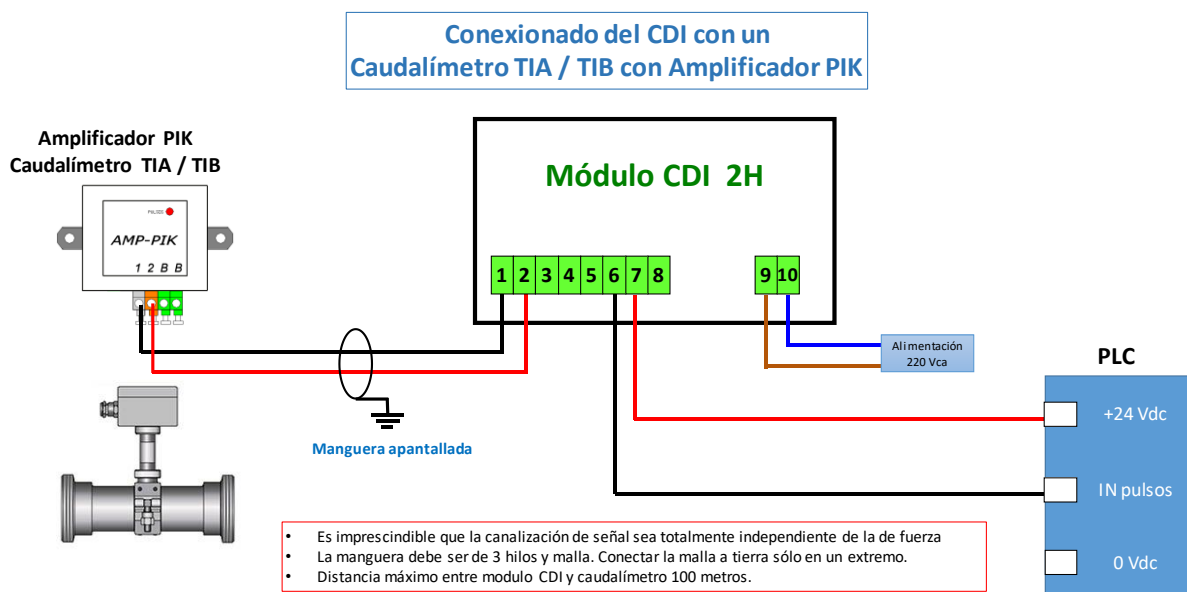 Conexionado del CDI con un
Caudalímetro TIA / TIB con Amplificador PIK
Amplificador PIK
Caudalímetro TIA / TIB
PULSOS
AMP-PIK
1 2 B B
Módulo CDI 2H
1 2 3 4 5 6 7 8
9 10
Alimentación
220 Vca
Manguera apantallada
PLC
+24 Vdc
IN pulsos
0 Vdc
• Es imprescindible que la canalización de señal sea totalmente independiente de la de fuerza
• La manguera debe ser de 3 hilos y malla. Conectar la malla a tierra sólo en un extremo.
• Distancia máximo entre modulo CDI y caudalímetro 100 metros.